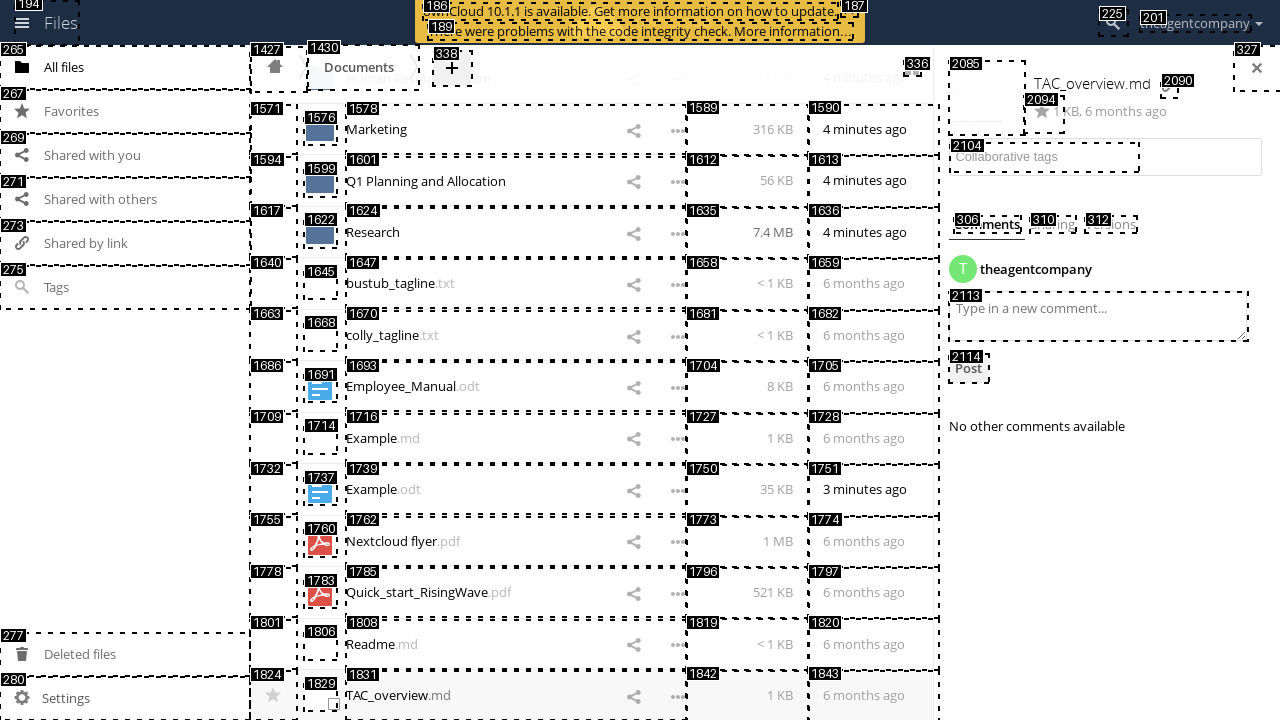 194
Files
186
ownCloud 10.1.1 is available. Get more information on how to update.
187
189
There were problems with the code integrity check. More information…
225
201
theagentcompany
265
All files
267
Favorites
269
Shared with you
271
Shared with others
273
Shared by link
275
Tags
277
Deleted files
280
Settings
1427
1430
Documents
338
+
336
4 minutes ago
1571
1576
1578
Marketing
1589
316 KB
1590
4 minutes ago
1594
1599
1601
Q1 Planning and Allocation
1612
56 KB
1613
4 minutes ago
1617
1622
1624
Research
1635
7.4 MB
1636
4 minutes ago
1640
1645
1647
bustub_tagline.txt
1658
< 1 KB
1659
6 months ago
1663
1668
1670
colly_tagline.txt
1681
< 1 KB
1682
6 months ago
1686
1691
1693
Employee_Manual.odt
1704
8 KB
1705
6 months ago
1709
1714
1716
Example.md
1727
1 KB
1728
6 months ago
1732
1737
1739
Example.odt
1750
35 KB
1751
3 minutes ago
1755
1760
1762
Nextcloud flyer.pdf
1773
1 MB
1774
6 months ago
1778
1783
1785
Quick_start_RisingWave.pdf
1796
521 KB
1797
6 months ago
1801
1806
1808
Readme.md
1819
< 1 KB
1820
6 months ago
1824
1829
1831
TAC_overview.md
1842
1 KB
1843
6 months ago
327
2085
TAC_overview.md
2090
2094
1 KB, 6 months ago
2104
Collaborative tags
306
Comments
310
Sharing
312
Versions
T
theagentcompany
2113
Type in a new comment...
2114
Post
No other comments available